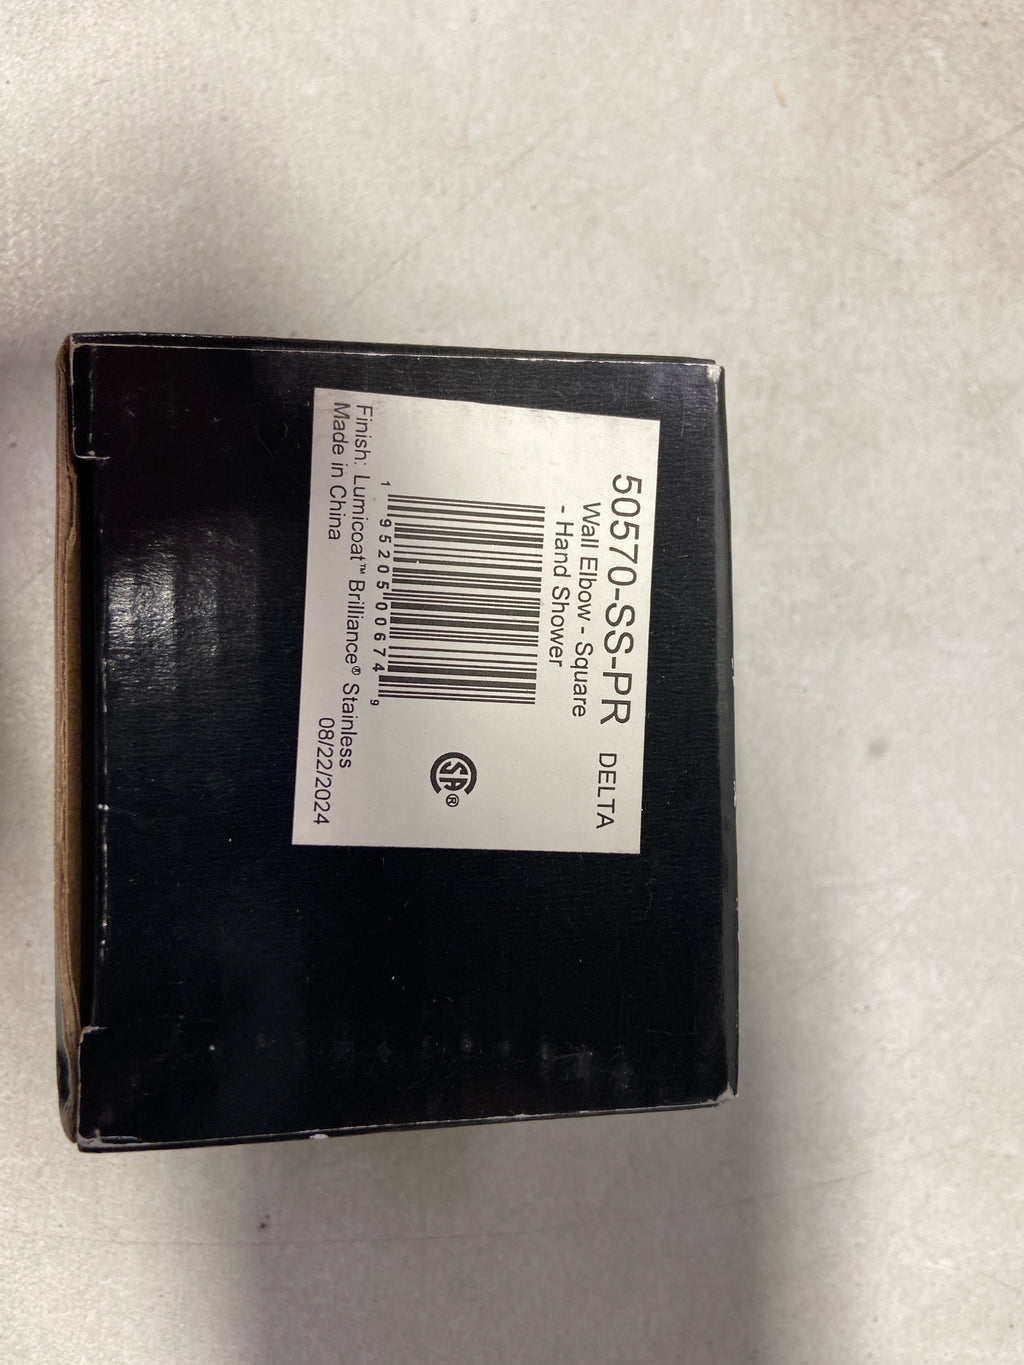 50570-SS-PR DELTA
Wall Elbow - Square
- Hand Shower
1 95205 00674 9
SA®
Finish: Lumicoat™ Brilliance® Stainless
Made in China 08/22/2024